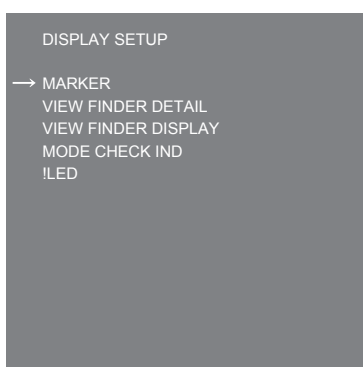 DISPLAY SETUP
→ MARKER
VIEW FINDER DETAIL
VIEW FINDER DISPLAY
MODE CHECK IND
!LED